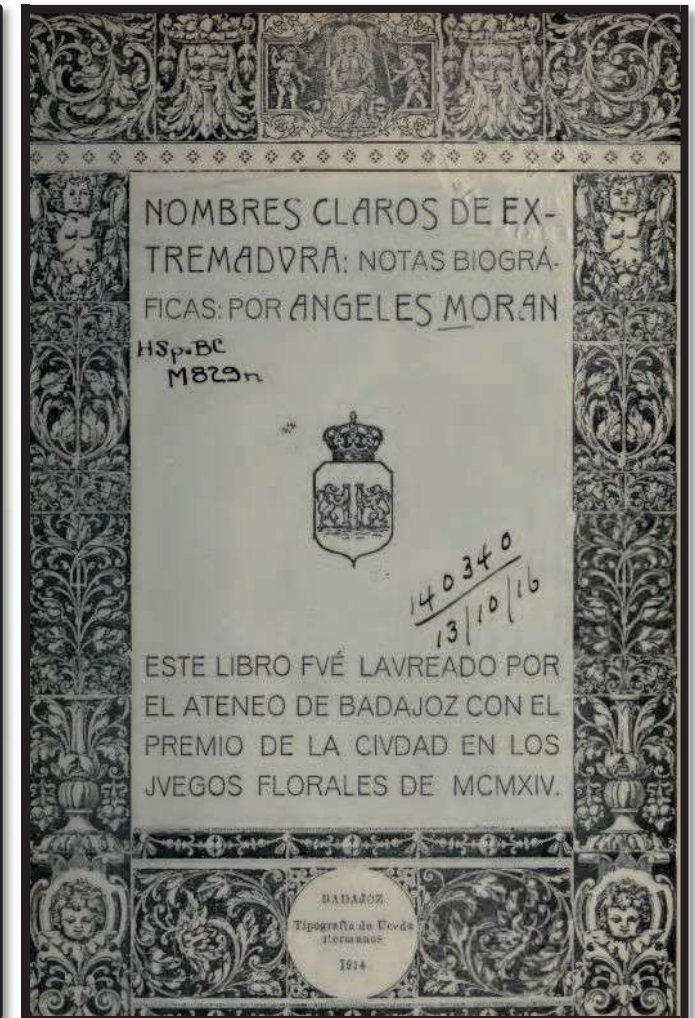 NOMBRES CLAROS DE EX-
TREMADVRA: NOTAS BIOGRÁ-
FICAS: POR ANGELES MORAN
HSp.BC
M829n
140340
13/10/16
ESTE LIBRO FVÉ LAVREADO POR
EL ATENEO DE BADAJOZ CON EL
PREMIO DE LA CIVDAD EN LOS
JVEGOS FLORALES DE MCMXIV.
BADAJOZ
Tipografía de Uceda
Hermanos
1914